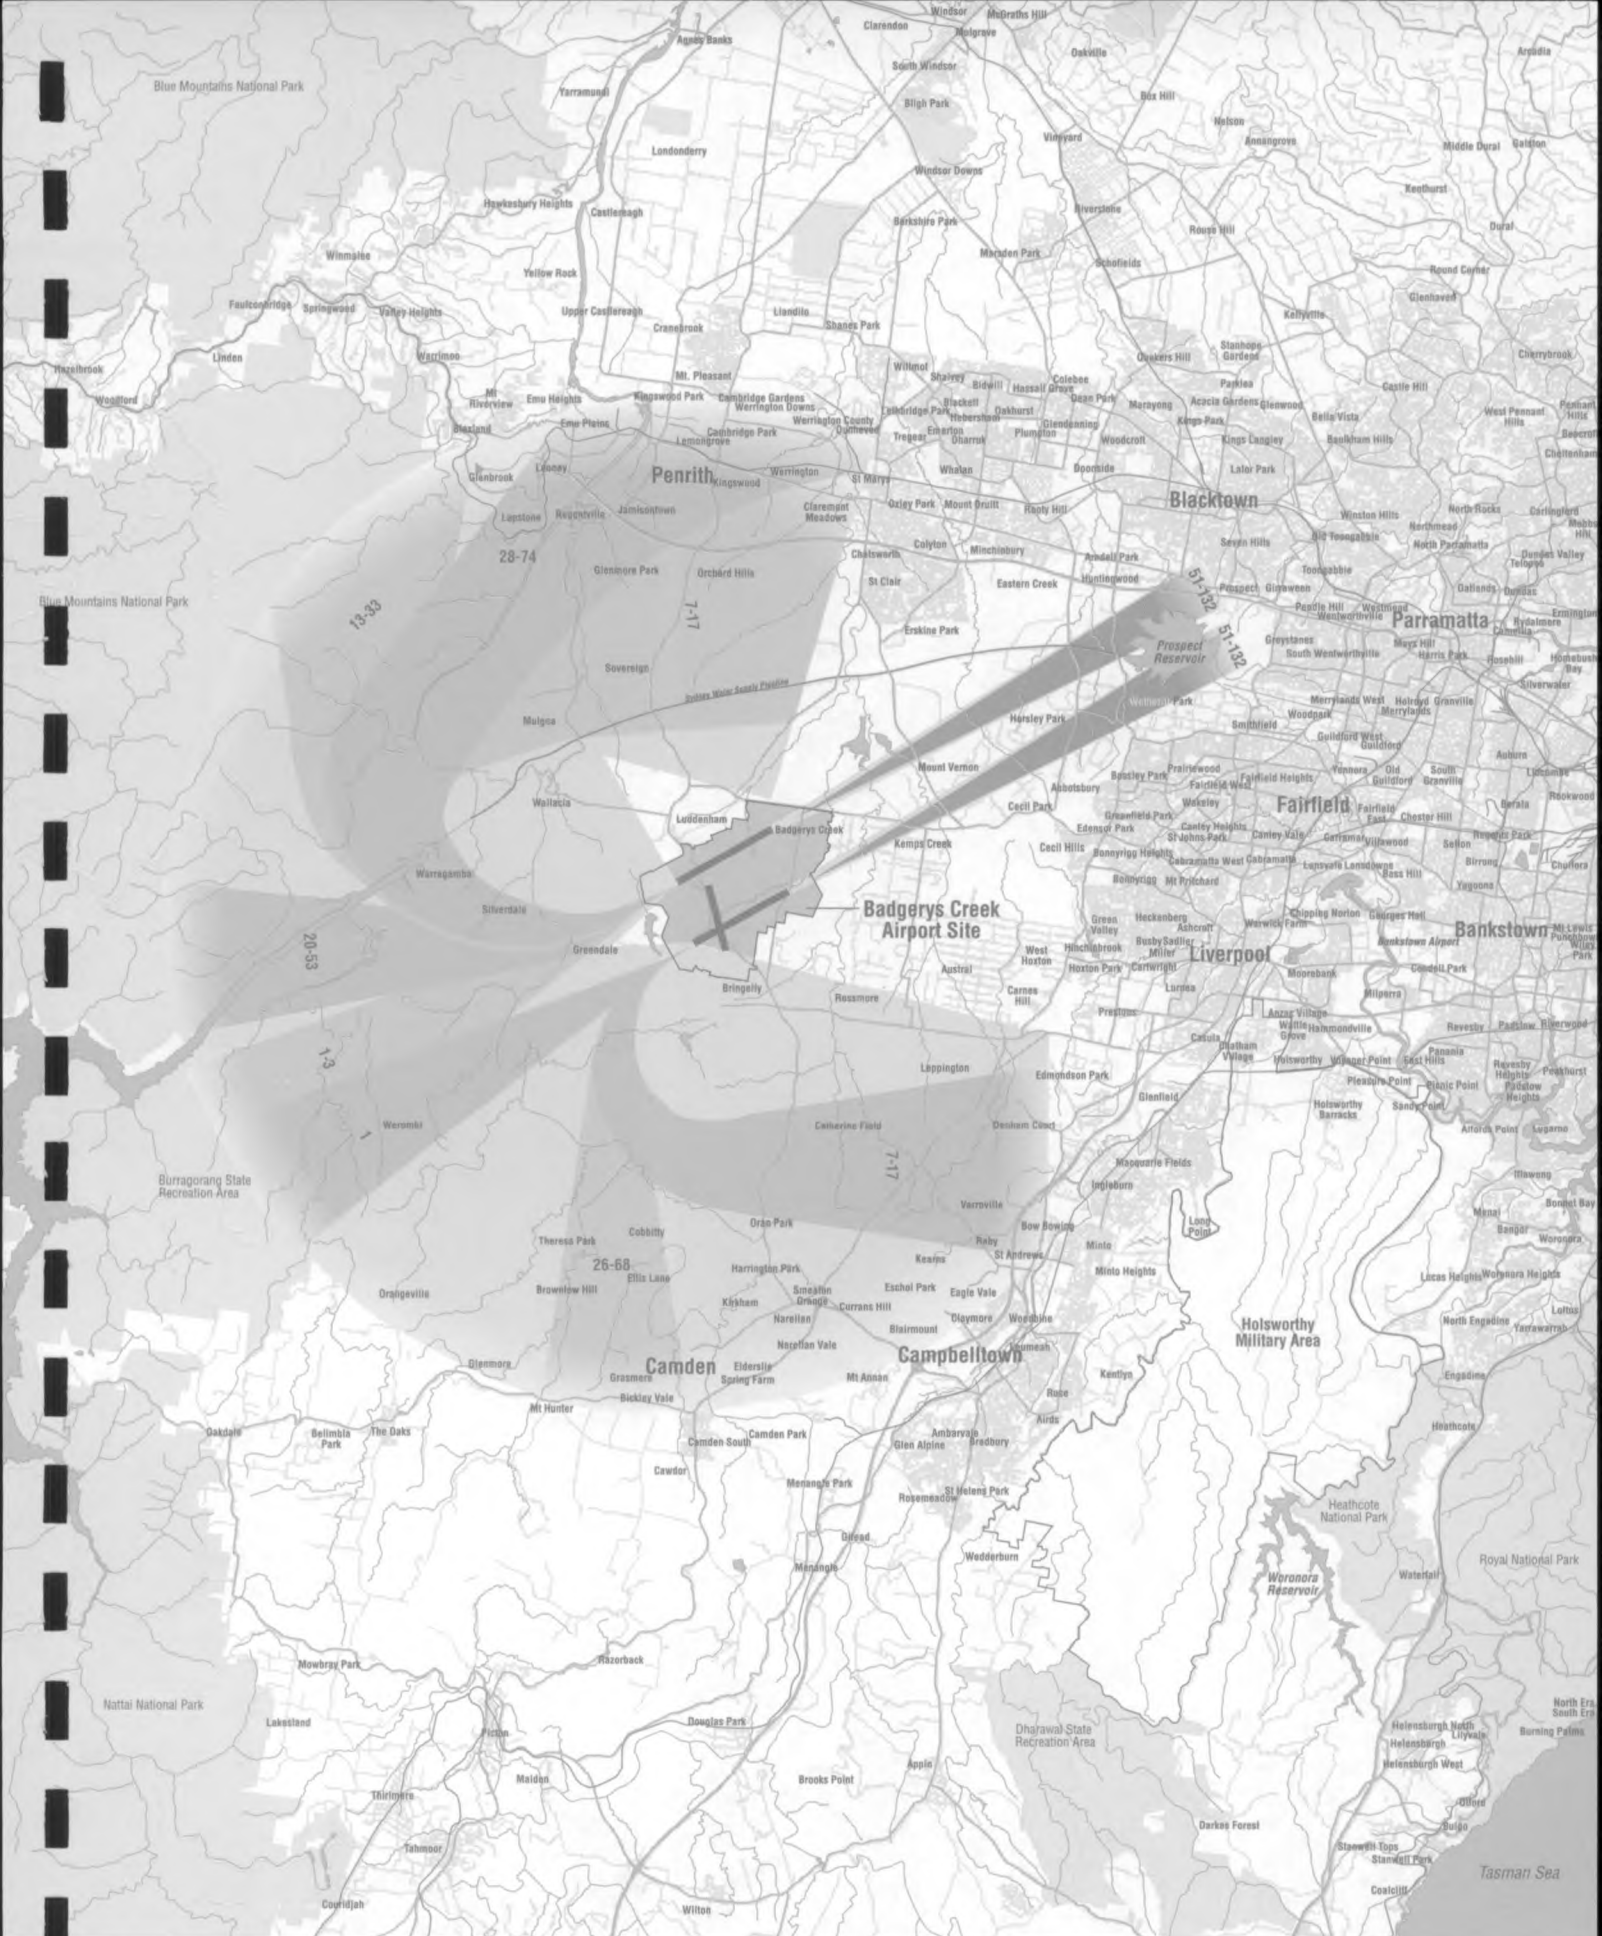 Windsor
McGraths Hill
Clarendon
Mulgrave
Agnes Banks
Oakville
Arcadia
South Windsor
Blue Mountains National Park
Yarramundi
Bligh Park
Box Hill
Nelson
Vineyard
Annangrove
Middle Dural
Galston
Londonderry
Windsor Downs
Kenthurst
Hawkesbury Heights
Castlereagh
Riverstone
Berkshire Park
Rouse Hill
Dural
Winmalee
Marsden Park
Schofields
Yellow Rock
Round Corner
Glenhaven
Faulconbridge
Springwood
Valley Heights
Upper Castlereagh
Llandilo
Kellyville
Cranebrook
Shanes Park
Linden
Warrimoo
Quakers Hill
Stanhope
Gardens
Cherrybrook
Hazelbrook
Willmot
Mt. Pleasant
Shalvey
Bidwill
Hassall Grove
Colebee
Parklea
Castle Hill
Woodford
Mt
Riverview
Emu Heights
Kingswood Park
Cambridge Gardens
Werrington Downs
Blackett
Lethbridge Park
Hebersham
Oakhurst
Dean Park
Marayong
Acacia Gardens
Glenwood
West Pennant
Hills
Pennant
Hills
Blaxland
Emu Plains
Werrington County
Bella Vista
Kings Park
Glendenning
Cambridge Park
Lemongrove
Tregear
Emerton
Dharruk
Plumpton
Woodcroft
Kings Langley
Baulkham Hills
Beecroft
Cheltenham
Glenbrook
Leonay
Penrith
Kingswood
Werrington
St Marys
Whalan
Doonside
Lalor Park
Blacktown
Lapstone
Regentville
Jamisontown
Claremont
Meadows
Oxley Park
Mount Druitt
Rooty Hill
Winston Hills
North Rocks
Carlingford
Northmead
Mobbs
Hill
28-74
Colyton
Minchinbury
Seven Hills
Old Toongabbie
North Parramatta
Chatsworth
Arndell Park
Dundas Valley
Telopea
Glenmore Park
Orchard Hills
St Clair
Eastern Creek
Huntingwood
Toongabbie
51-132
Prospect
Girraween
Oatlands
Dundas
Blue Mountains National Park
13-33
7-17
Pendle Hill
Wentworthville
Westmead
Parramatta
Ermington
Rydalmere
Camellia
Erskine Park
51-132
Greystanes
Mays Hill
Prospect
Reservoir
South Wentworthville
Harris Park
Rosehill
Homebush
Bay
Sovereign
Silverwater
Sydney Water Supply Pipeline
Wetherill Park
Merrylands West
Holroyd
Granville
Merrylands
Mulgoa
Horsley Park
Woodpark
Smithfield
Guildford West
Guildford
Auburn
Mount Vernon
Bossley Park
Prairiewood
Fairfield West
Fairfield Heights
Yennora
Old
Guildford
South
Granville
Lidcombe
Wallacia
Abbotsbury
Rookwood
Cecil Park
Wakeley
Fairfield
Fairfield
East
Berala
Luddenham
Badgerys Creek
Greenfield Park
Edensor Park
Canley Heights
St Johns Park
Canley Vale
Carramar
Villawood
Chester Hill
Regents Park
Sefton
Kemps Creek
Cecil Hills
Bonnyrigg Heights
Cabramatta West
Cabramatta
Lansvale
Lansdowne
Birrong
Chullora
Warragamba
Bonnyrigg
Mt Pritchard
Bass Hill
Yagoona
Silverdale
Badgerys Creek
Airport Site
Green
Valley
Heckenberg
Ashcroft
Chipping Norton
Georges Hall
Warwick Farm
Bankstown
Mt Lewis
Punchbowl
Wiley
Park
20-53
Greendale
West
Hoxton
Hinchinbrook
Busby
Sadlier
Miller
Liverpool
Bankstown Airport
Austral
Hoxton Park
Cartwright
Moorebank
Condell Park
Bringelly
Rossmore
Carnes
Hill
Lurnea
Milperra
Prestons
Anzac Village
Wattle
Grove
Hammondville
Revesby
Padstow
Riverwood
1-3
Casula
Chatham
Village
Holsworthy
Voyager Point
East Hills
Panania
Leppington
Edmondson Park
Pleasure Point
Picnic Point
Revesby
Heights
Padstow
Heights
Peakhurst
Glenfield
Holsworthy
Barracks
Sandy Point
1
Werombi
Catherine Field
Denham Court
Alfords Point
Lugarno
7-17
Macquarie Fields
Illawong
Burragorang State
Recreation Area
Ingleburn
Varroville
Menai
Bonnet Bay
Oran Park
Bow Bowing
Long
Point
Bangor
Woronora
Theresa Park
Cobbitty
Raby
St Andrews
Minto
26-68
Ellis Lane
Harrington Park
Kearns
Minto Heights
Lucas Heights
Woronora Heights
Orangeville
Brownlow Hill
Smeaton
Grange
Eschol Park
Eagle Vale
Kirkham
Currans Hill
Loftus
Narellan
Blairmount
Claymore
Woodbine
Holsworthy
Military Area
North Engadine
Yarrawarrah
Narellan Vale
Campbelltown
Leumeah
Glenmore
Camden
Elderslie
Spring Farm
Grasmere
Mt Annan
Kentlyn
Engadine
Bickley Vale
Ruse
Mt Hunter
Airds
Heathcote
Oakdale
Belimbla
Park
The Oaks
Camden South
Camden Park
Ambarvale
Glen Alpine
Bradbury
Cawdor
Menangle Park
St Helens Park
Rosemeadow
Heathcote
National Park
Gilead
Wedderburn
Menangle
Woronora
Reservoir
Waterfall
Royal National Park
Mowbray Park
Razorback
Nattai National Park
North Era
South Era
Lakesland
Picton
Douglas Park
Dharawal State
Recreation Area
Helensburgh North
Lilyvale
Helensburgh
Burning Palms
Helensburgh West
Maldon
Brooks Point
Appin
Thirlmere
Otford
Darkes Forest
Bulgo
Tahmoor
Stanwell Tops
Stanwell Park
Tasman Sea
Coalcliff
Couridjah
Wilton